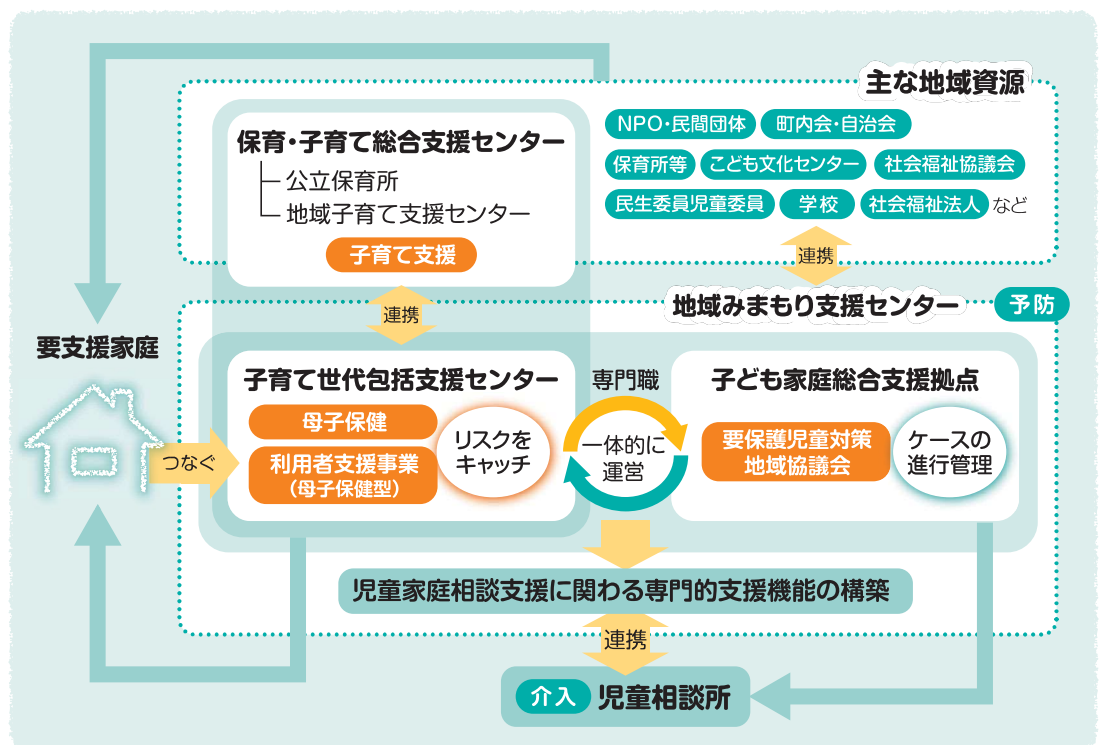 主な地域資源
保育・子育て総合支援センター
公立保育所
地域子育て支援センター
子育て支援
NPO・民間団体
町内会・自治会
保育所等
こども文化センター
社会福祉協議会
民生委員児童委員
学校
社会福祉法人
など
連携
連携
地域みまもり支援センター
予防
要支援家庭
つなぐ
子育て世代包括支援センター
母子保健
利用者支援事業
(母子保健型)
リスクを
キャッチ
専門職
一体的に
運営
子ども家庭総合支援拠点
要保護児童対策
地域協議会
ケースの
進行管理
児童家庭相談支援に関わる専門的支援機能の構築
連携
介入
児童相談所